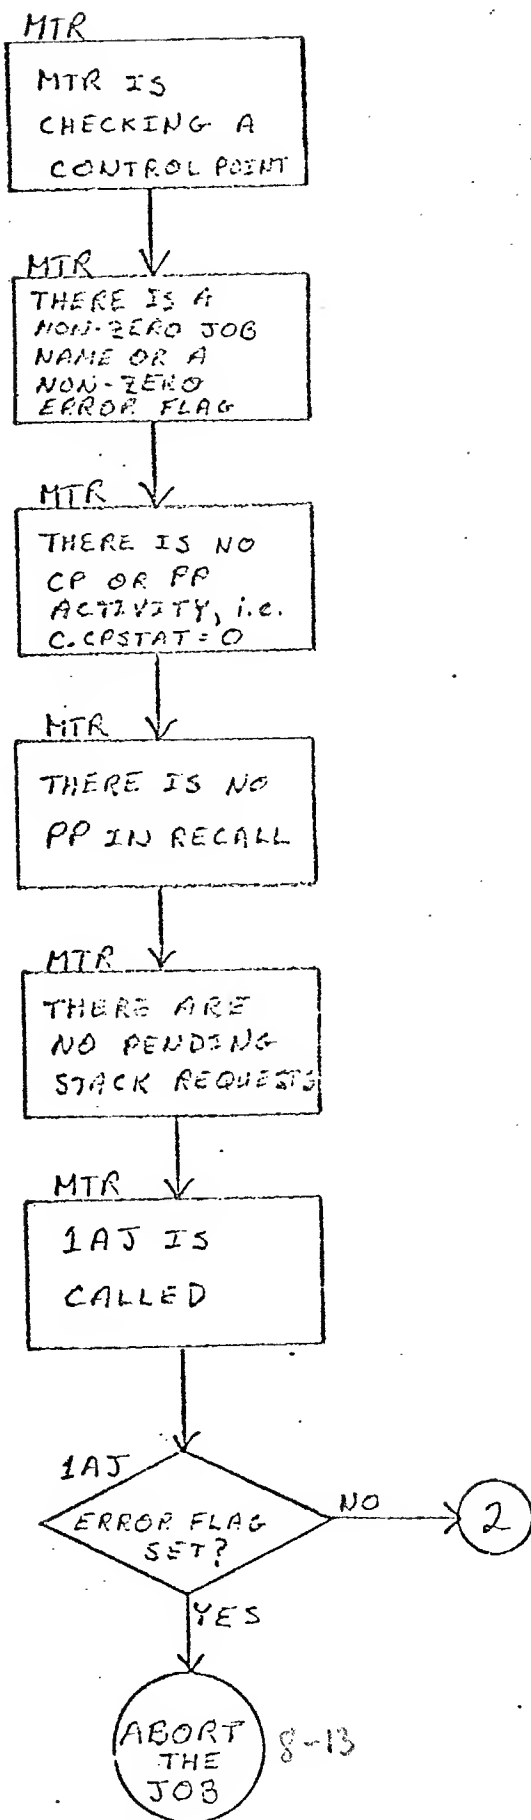 MTR
MTR IS
CHECKING A
CONTROL POINT
MTR
THERE IS A
NON-ZERO JOB
NAME OR A
NON-ZERO
ERROR FLAG
MTR
THERE IS NO
CP OR PP
ACTIVITY, i.e.
C.CPSTAT = 0
MTR
THERE IS NO
PP IN RECALL
MTR
THERE ARE
NO PENDING
STACK REQUESTS
MTR
1AJ IS
CALLED
1AJ
ERROR FLAG
SET?
NO
2
YES
ABORT
THE
JOB
8-13